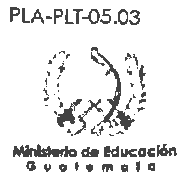 PLA-PLT-05.03
Ministerio de Educación
Guatemala